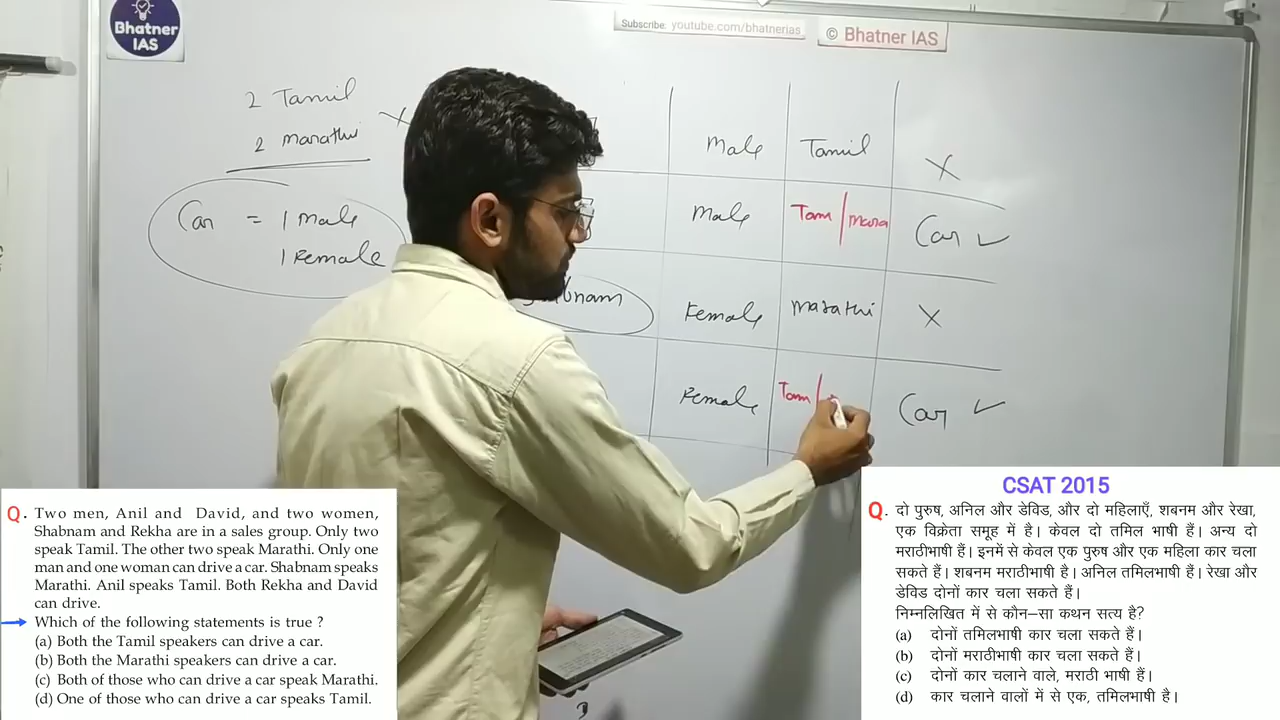 Bhatner
IAS
Subscribe: youtube.com/bhatnerias
© Bhatner IAS
2 Tamil
2 Marathi
Car = 1 Male
1 Female
Male Tamil X
Male Tam/Mara Car ✓
Female Marathi X
Female Tam/ Car ✓
Q. Two men, Anil and David, and two women,
Shabnam and Rekha are in a sales group. Only two
speak Tamil. The other two speak Marathi. Only one
man and one woman can drive a car. Shabnam speaks
Marathi. Anil speaks Tamil. Both Rekha and David
can drive.
Which of the following statements is true ?
(a) Both the Tamil speakers can drive a car.
(b) Both the Marathi speakers can drive a car.
(c) Both of those who can drive a car speak Marathi.
(d) One of those who can drive a car speaks Tamil.
CSAT 2015
Q. दो पुरुष, अनिल और डेविड, और दो महिलाएँ, शबनम और रेखा,
एक विक्रेता समूह में है। केवल दो तमिल भाषी हैं। अन्य दो
मराठीभाषी हैं। इनमें से केवल एक पुरुष और एक महिला कार चला
सकते हैं। शबनम मराठीभाषी है। अनिल तमिलभाषी हैं। रेखा और
डेविड दोनों कार चला सकते हैं।
निम्नलिखित में से कौन–सा कथन सत्य है?
(a) दोनों तमिलभाषी कार चला सकते हैं।
(b) दोनों मराठीभाषी कार चला सकते हैं।
(c) दोनों कार चलाने वाले, मराठी भाषी हैं।
(d) कार चलाने वालों में से एक, तमिलभाषी है।